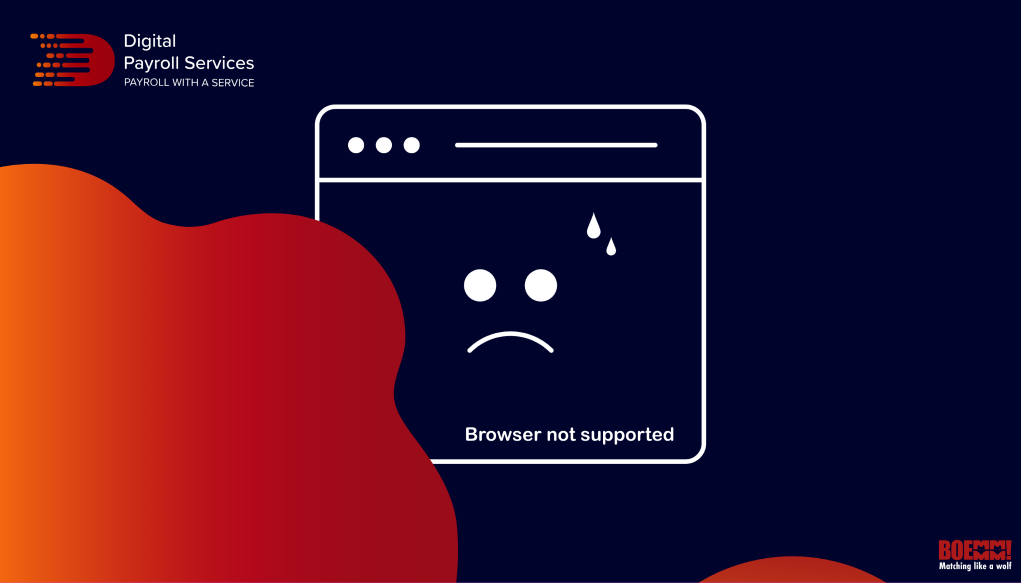 Digital
Payroll Services
PAYROLL WITH A SERVICE
Browser not supported
BOEMM!
Matching like a wolf